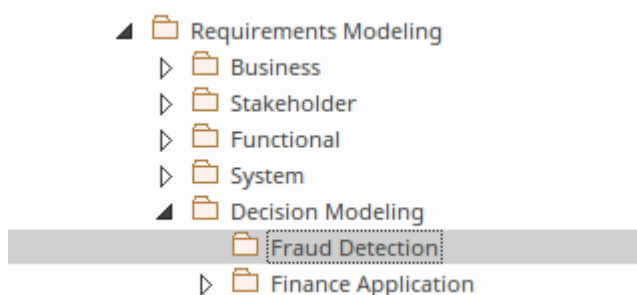 Requirements Modeling
Business
Stakeholder
Functional
System
Decision Modeling
Fraud Detection
Finance Application